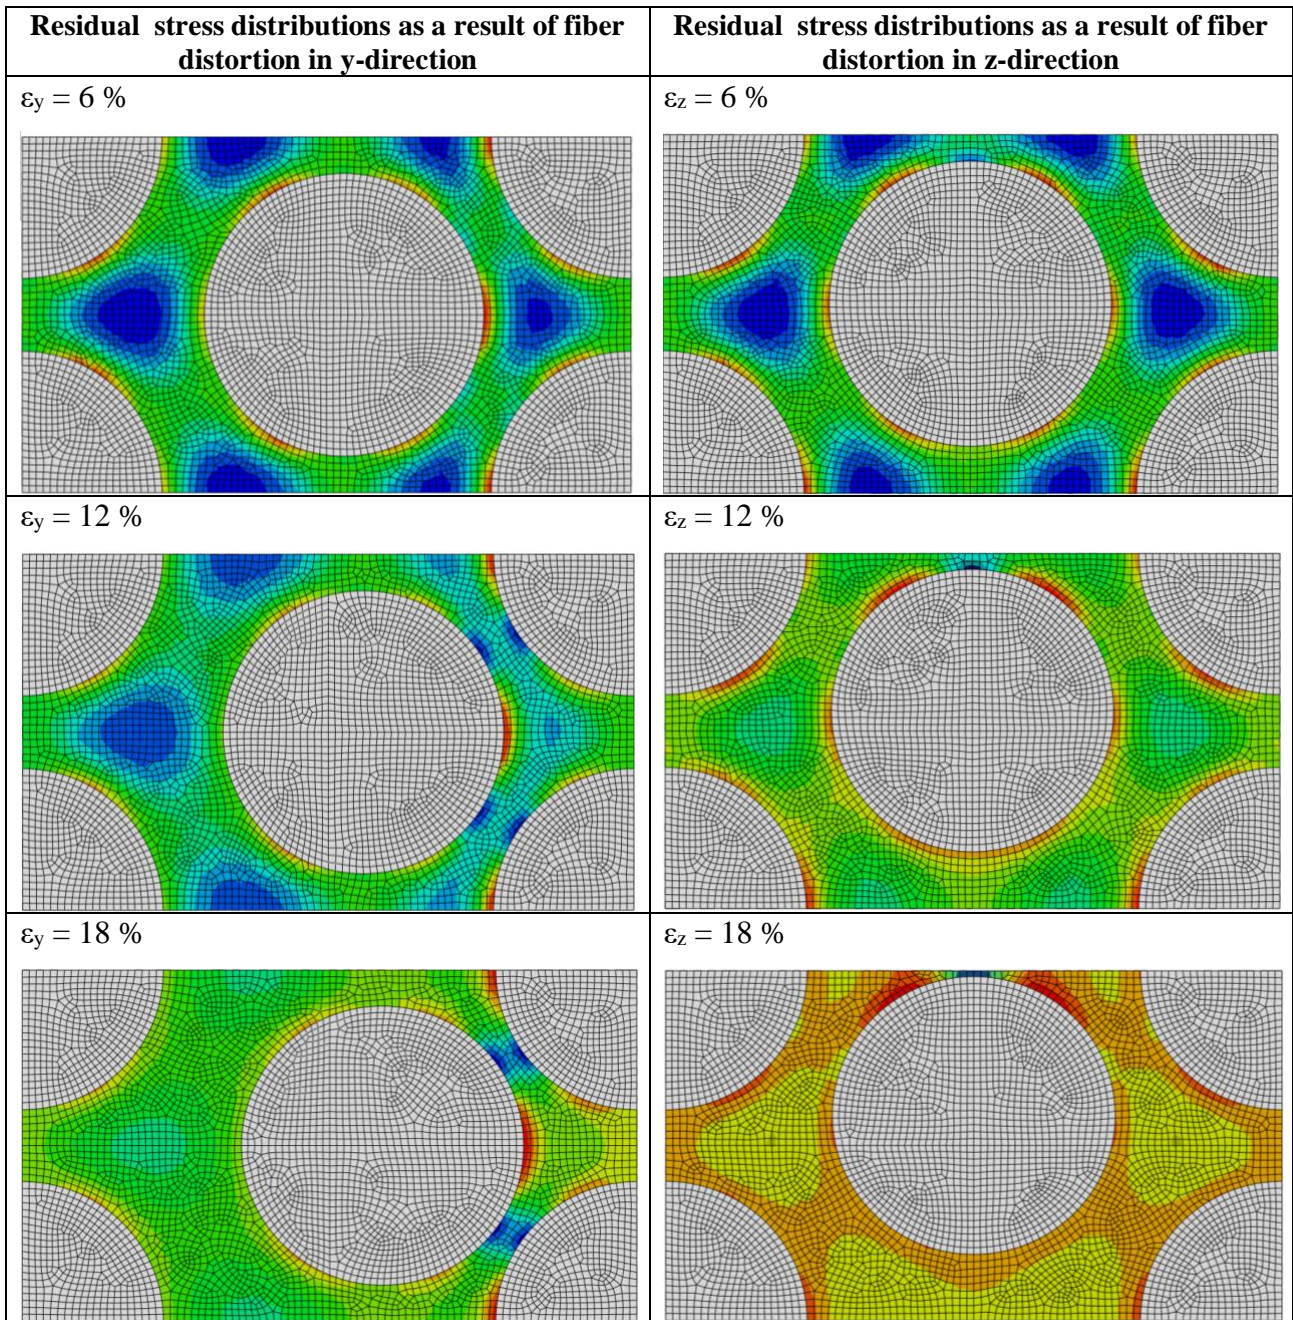 Residual stress distributions as a result of fiber
distortion in y-direction
Residual stress distributions as a result of fiber
distortion in z-direction
εy = 6 %
εz = 6 %
εy = 12 %
εz = 12 %
εy = 18 %
εz = 18 %